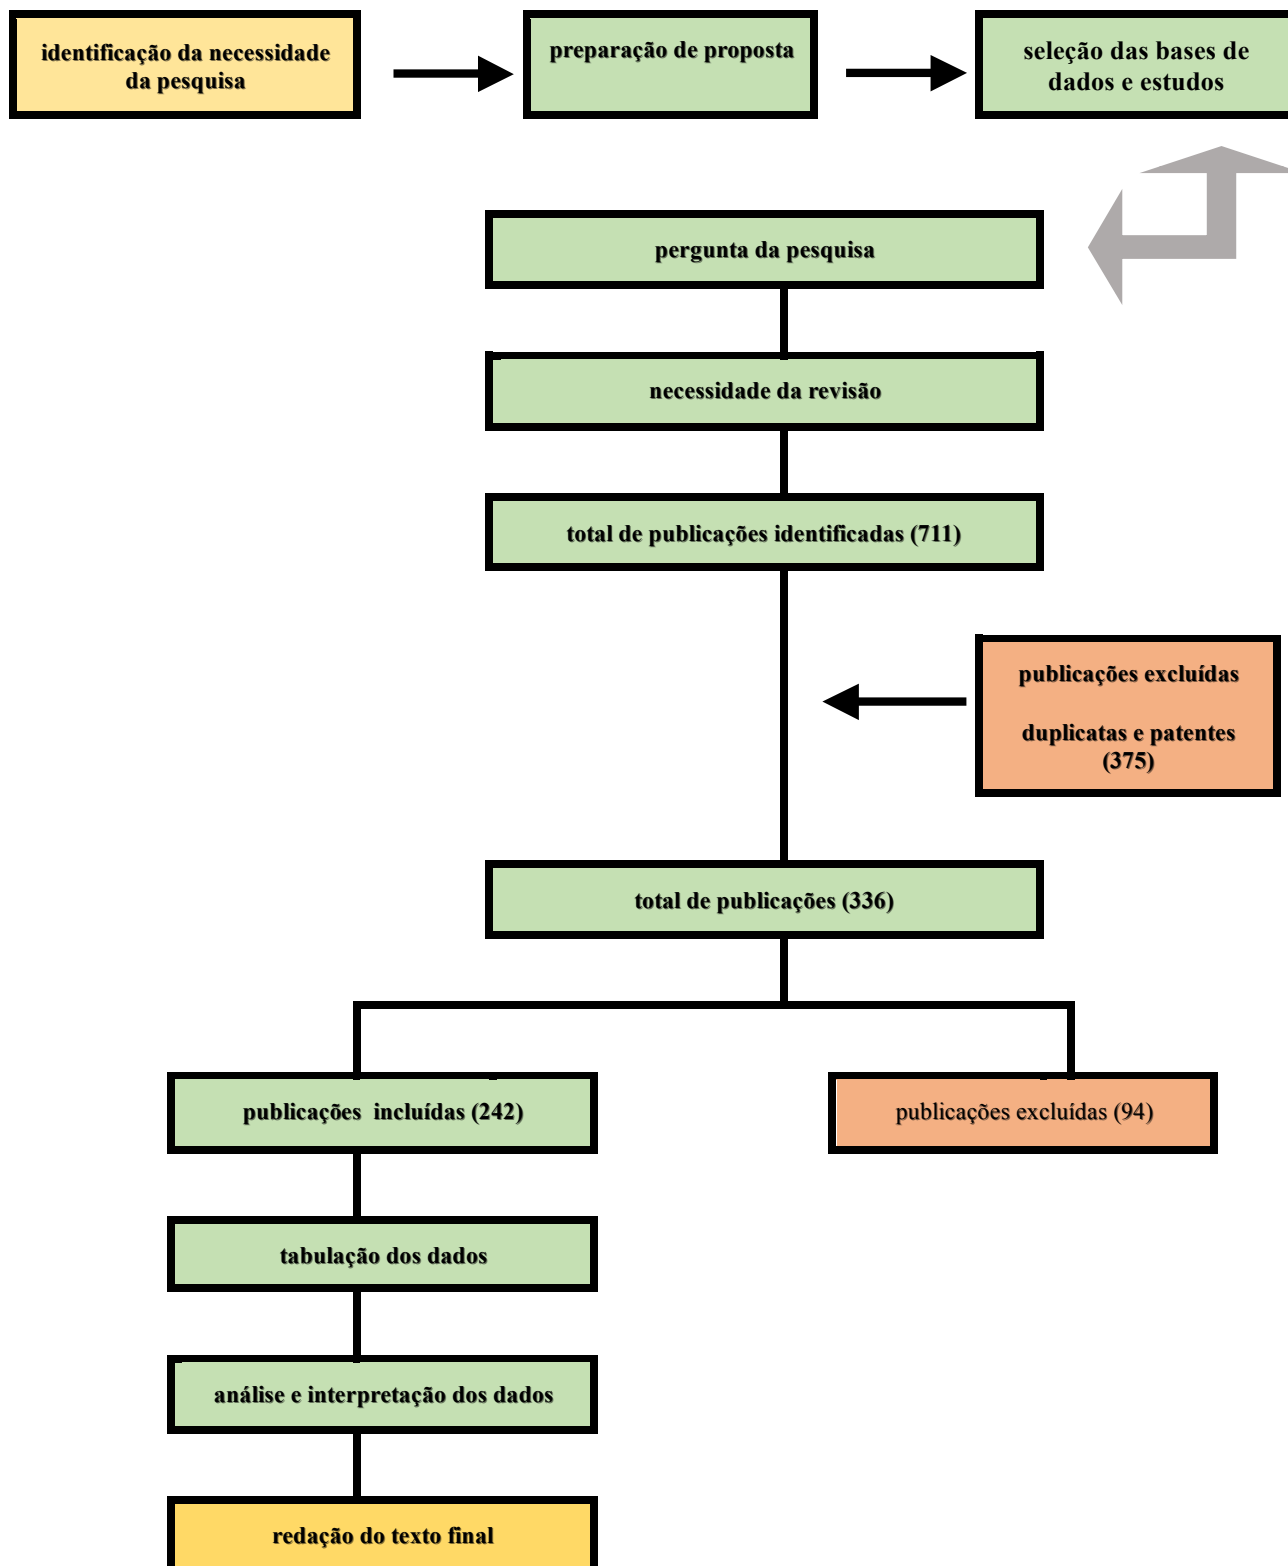 identificação da necessidade
da pesquisa
preparação de proposta
seleção das bases de
dados e estudos
pergunta da pesquisa
necessidade da revisão
total de publicações identificadas (711)
publicações excluídas
duplicatas e patentes
(375)
total de publicações (336)
publicações incluídas (242)
publicações excluídas (94)
tabulação dos dados
análise e interpretação dos dados
redação do texto final